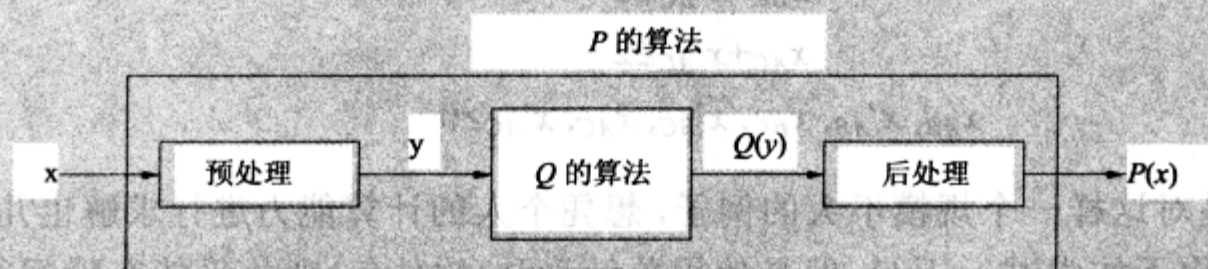 P 的算法
x 预处理 y Q 的算法 Q(y) 后处理 P(x)